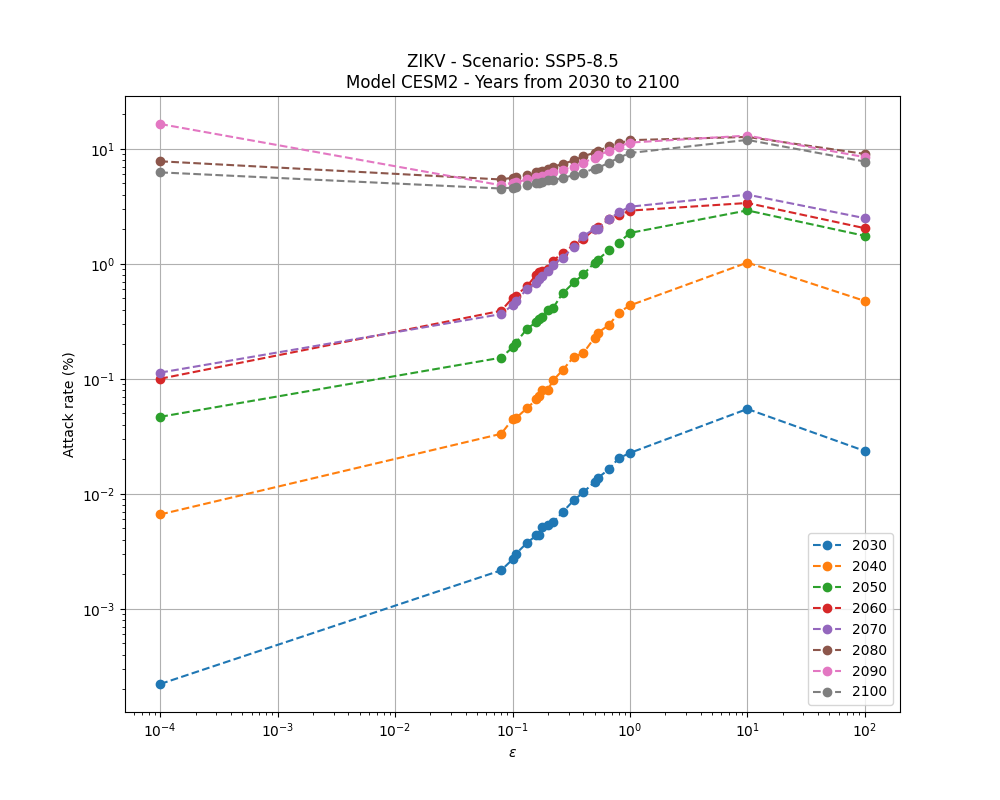 ZIKV - Scenario: SSP5-8.5
Model CESM2 - Years from 2030 to 2100
Attack rate (%)
10¹
10⁰
10⁻¹
10⁻²
10⁻³
10⁻⁴ 10⁻³ 10⁻² 10⁻¹ 10⁰ 10¹ 10²
ε
2030
2040
2050
2060
2070
2080
2090
2100